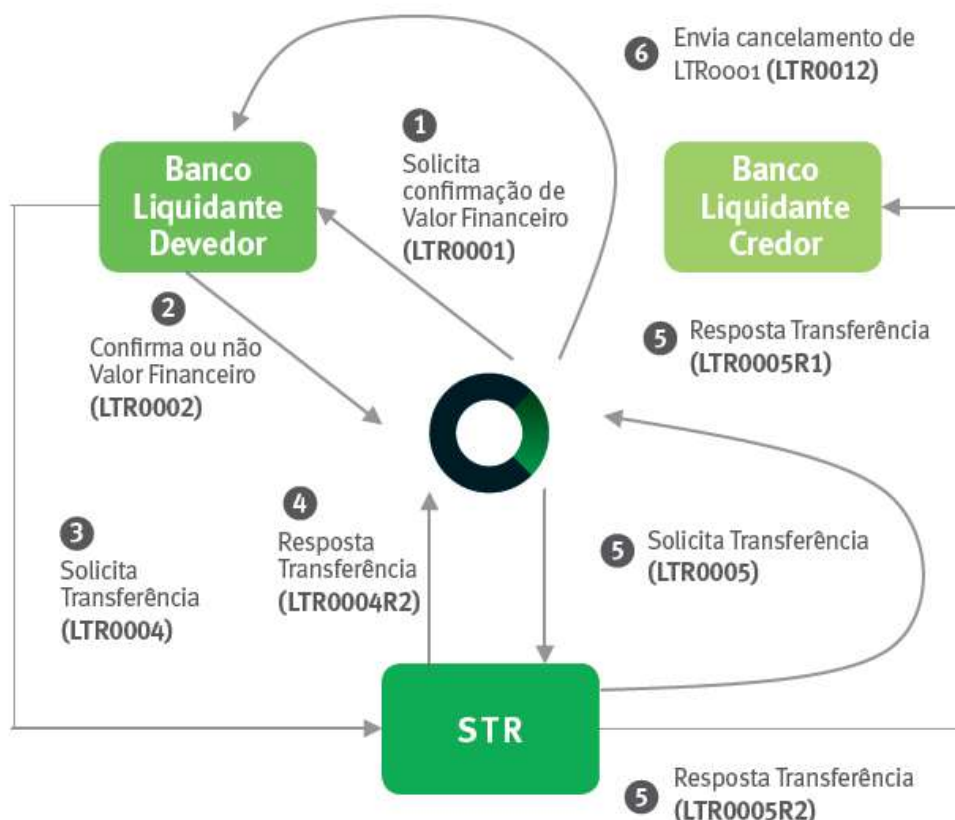 6
Envia cancelamento de
LTR0001 (LTR0012)
1
Solicita
confirmação de
Valor Financeiro
(LTR0001)
Banco
Liquidante
Devedor
Banco
Liquidante
Credor
2
Confirma ou não
Valor Financeiro
(LTR0002)
5
Resposta Transferência
(LTR0005R1)
3
Solicita
Transferência
(LTR0004)
4
Resposta
Transferência
(LTR0004R2)
5
Solicita Transferência
(LTR0005)
STR
5
Resposta Transferência
(LTR0005R2)